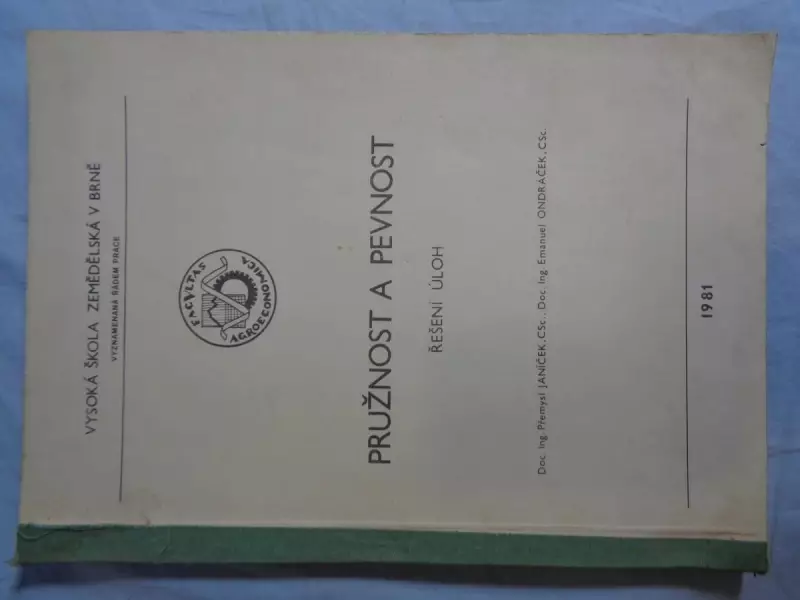 VYSOKÁ ŠKOLA ZEMĚDĚLSKÁ V BRNĚ
VYZNAMENANÁ ŘÁDEM PRÁCE
FACVLTAS
AGROECONOMICA
PRUŽNOST A PEVNOST
ŘEŠENÍ ÚLOH
Doc. Ing. Přemysl JANÍČEK, CSc., Doc. Ing Emanuel ONDRÁČEK, CSc.
1981